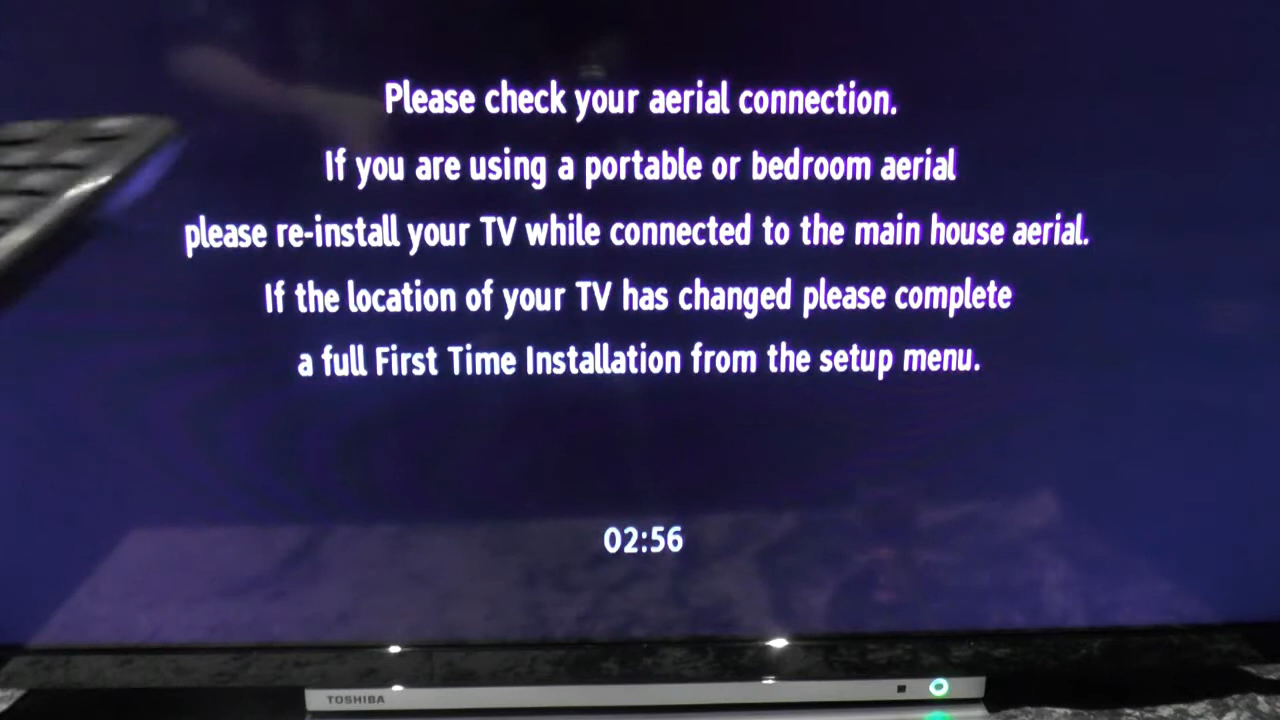 Please check your aerial connection.
If you are using a portable or bedroom aerial
please re-install your TV while connected to the main house aerial.
If the location of your TV has changed please complete
a full First Time Installation from the setup menu.
02:56
TOSHIBA